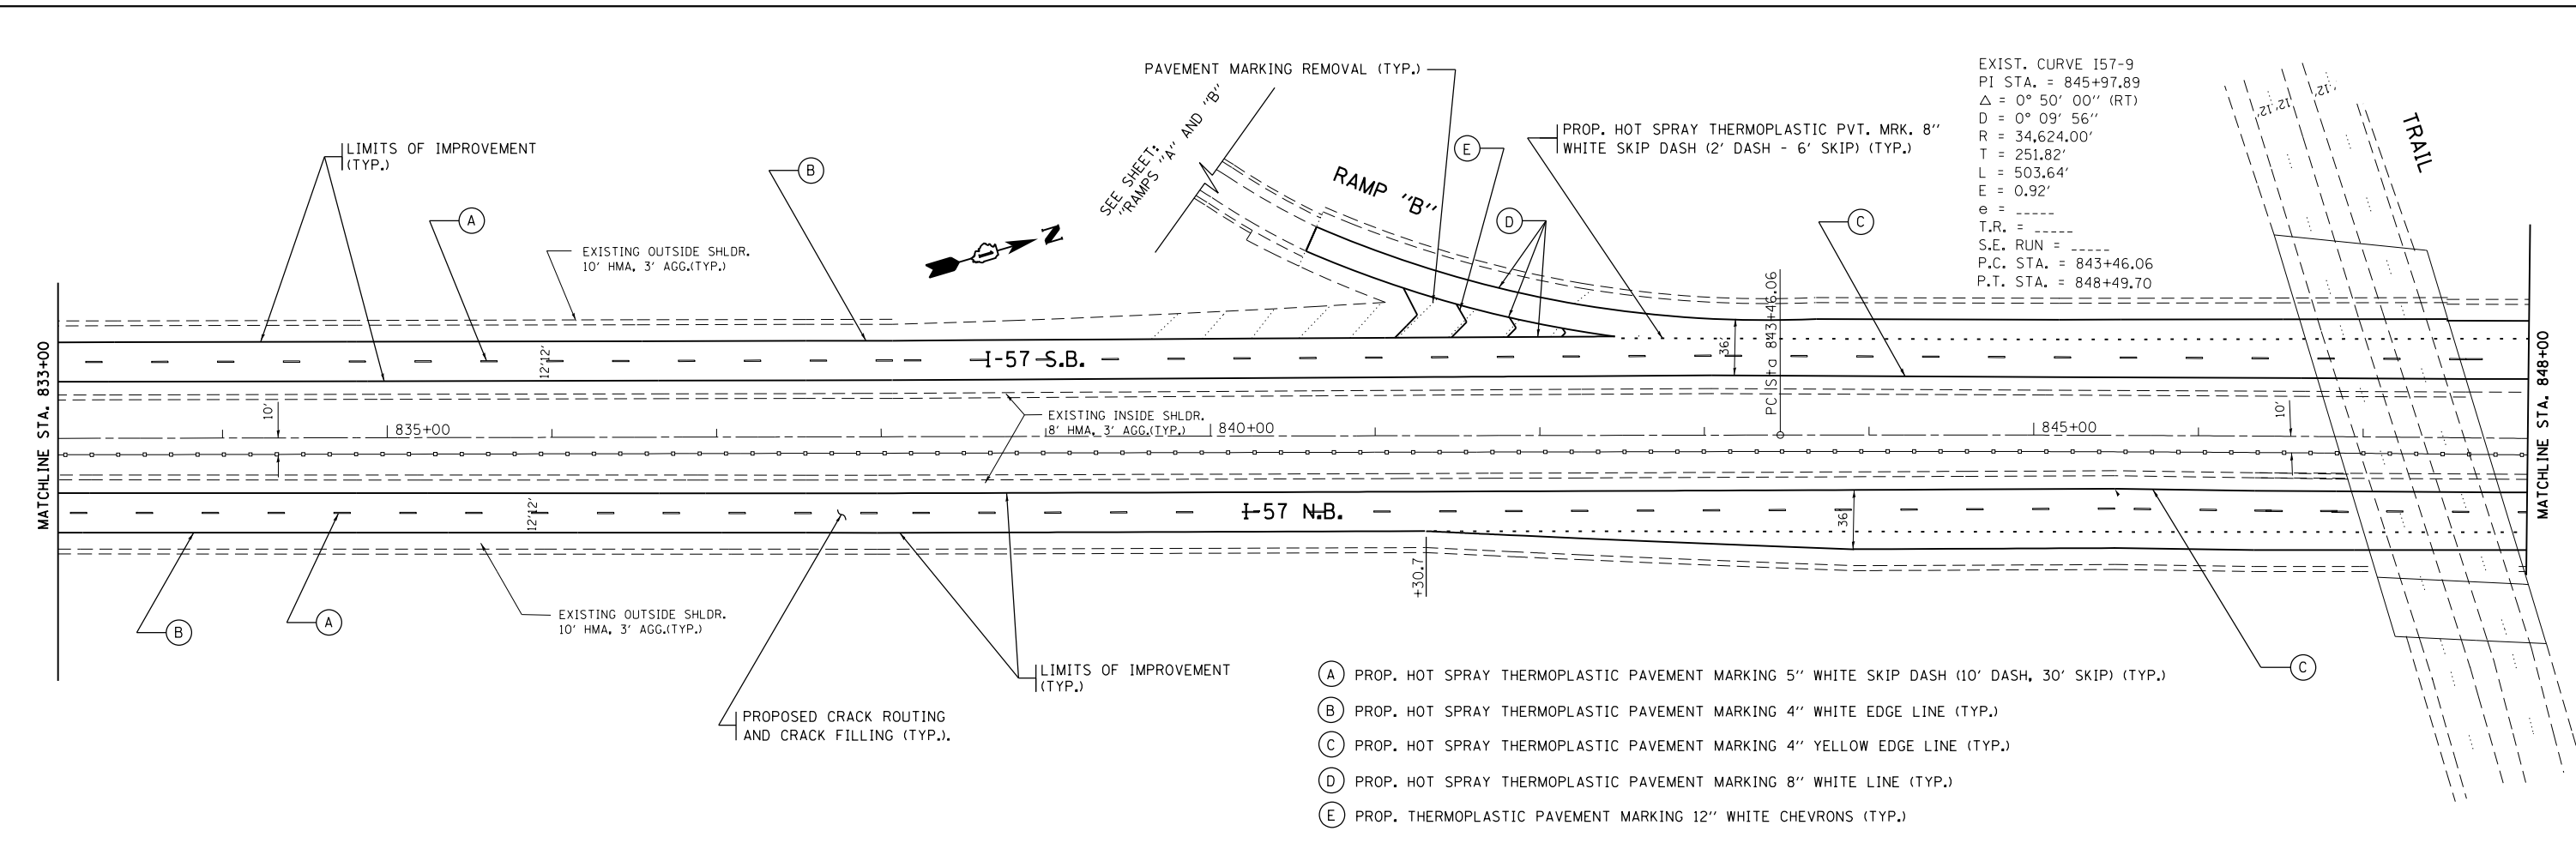 PAVEMENT MARKING REMOVAL (TYP.)
SEE SHEET:
"RAMPS "A" AND "B"
RAMP "B"
E
PROP. HOT SPRAY THERMOPLASTIC PVT. MRK. 8"
WHITE SKIP DASH (2' DASH - 6' SKIP) (TYP.)
EXIST. CURVE I57-9
PI STA. = 845+97.89
△ = 0° 50' 00" (RT)
D = 0° 09' 56"
R = 34,624.00'
T = 251.82'
L = 503.64'
E = 0.92'
e = _____
T.R. = _____
S.E. RUN = _____
P.C. STA. = 843+46.06
P.T. STA. = 848+49.70
12' 12'
12' 12'
TRAIL
LIMITS OF IMPROVEMENT
(TYP.)
B
A
D
C
N
EXISTING OUTSIDE SHLDR.
10' HMA, 3' AGG.(TYP.)
MATCHLINE STA. 833+00
12'12'
I-57 S.B.
36'
PC Sta 843+46.06
MATCHLINE STA. 848+00
10'
835+00
EXISTING INSIDE SHLDR.
8' HMA, 3' AGG.(TYP.)
840+00
845+00
10'
12'12'
I-57 N.B.
36'
+30.7
B
A
EXISTING OUTSIDE SHLDR.
10' HMA, 3' AGG.(TYP.)
LIMITS OF IMPROVEMENT
(TYP.)
PROPOSED CRACK ROUTING
AND CRACK FILLING (TYP.).
C
A PROP. HOT SPRAY THERMOPLASTIC PAVEMENT MARKING 5" WHITE SKIP DASH (10' DASH, 30' SKIP) (TYP.)
B PROP. HOT SPRAY THERMOPLASTIC PAVEMENT MARKING 4" WHITE EDGE LINE (TYP.)
C PROP. HOT SPRAY THERMOPLASTIC PAVEMENT MARKING 4" YELLOW EDGE LINE (TYP.)
D PROP. HOT SPRAY THERMOPLASTIC PAVEMENT MARKING 8" WHITE LINE (TYP.)
E PROP. THERMOPLASTIC PAVEMENT MARKING 12" WHITE CHEVRONS (TYP.)